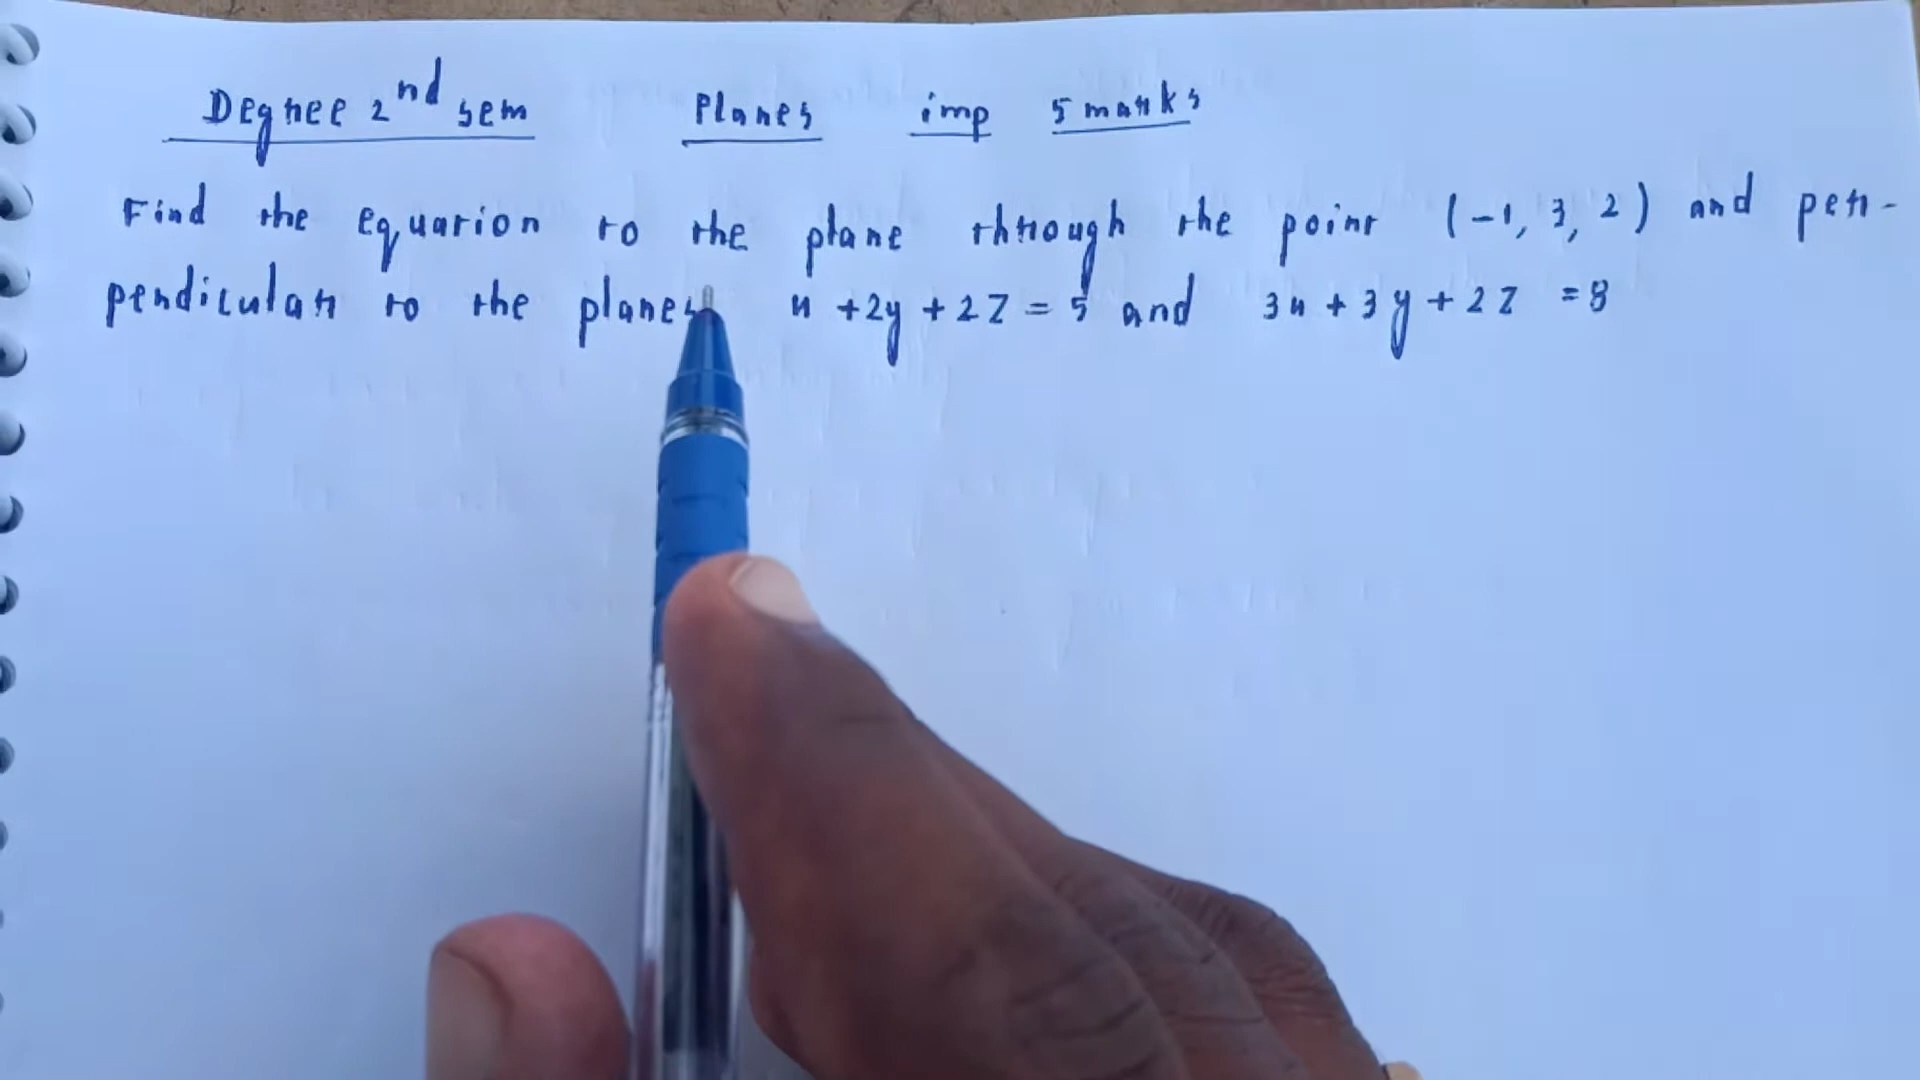 Degree 2nd sem Planes imp 5 marks
Find the equation to the plane through the point (-1, 3, 2) and per-
pendicular to the planes x + 2y + 2z = 5 and 3x + 3y + 2z = 8